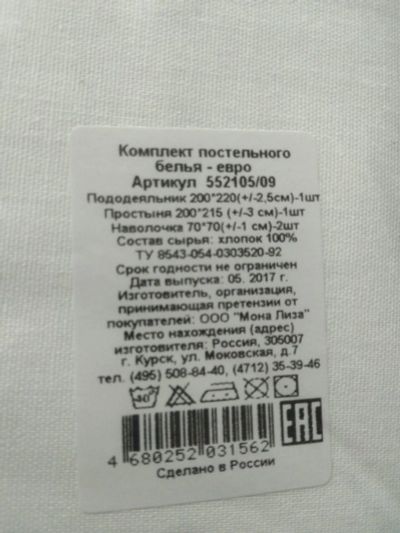 Комплект постельного
белья - евро
Артикул 552105/09
Пододеяльник 200*220(+/-2,5см)-1шт
Простыня 200*215 (+/-3 см)-1шт
Наволочка 70*70(+/-1 см)-2шт
Состав сырья: хлопок 100%
ТУ 8543-054-0303520-92
Срок годности не ограничен
Дата выпуска: 05. 2017 г.
Изготовитель, организация,
принимающая претензии от
покупателей: ООО "Мона Лиза"
Место нахождения (адрес)
изготовителя: Россия, 305007
г. Курск, ул. Моковская, д.7
тел. (495) 508-84-40, (4712) 35-39-46
40
EAC
4 680252 031562
Сделано в России